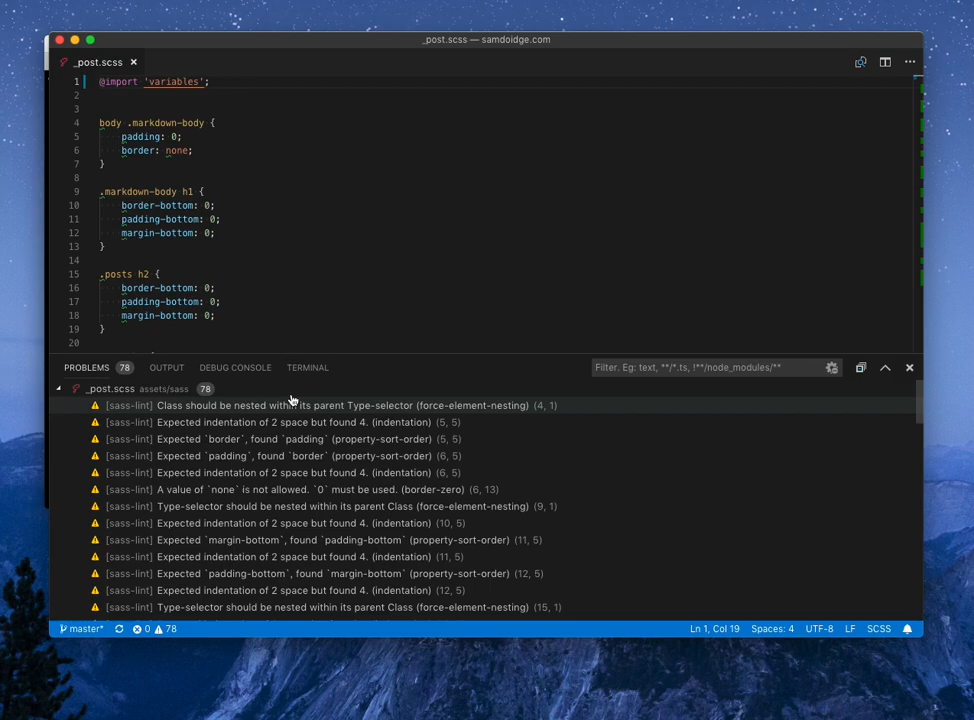 _post.scss — samdoidge.com
_post.scss
1 @import 'variables';
2
3
4 body .markdown-body {
5 padding: 0;
6 border: none;
7 }
8
9 .markdown-body h1 {
10 border-bottom: 0;
11 padding-bottom: 0;
12 margin-bottom: 0;
13 }
14
15 .posts h2 {
16 border-bottom: 0;
17 padding-bottom: 0;
18 margin-bottom: 0;
19 }
20
PROBLEMS 78 OUTPUT DEBUG CONSOLE TERMINAL Filter. Eg: text, **/*.ts, !**/node_modules/**
_post.scss assets/sass 78
[sass-lint] Class should be nested within its parent Type-selector (force-element-nesting) (4, 1)
[sass-lint] Expected indentation of 2 space but found 4. (indentation) (5, 5)
[sass-lint] Expected `border`, found `padding` (property-sort-order) (5, 5)
[sass-lint] Expected `padding`, found `border` (property-sort-order) (6, 5)
[sass-lint] Expected indentation of 2 space but found 4. (indentation) (6, 5)
[sass-lint] A value of `none` is not allowed. `0` must be used. (border-zero) (6, 13)
[sass-lint] Type-selector should be nested within its parent Class (force-element-nesting) (9, 1)
[sass-lint] Expected indentation of 2 space but found 4. (indentation) (10, 5)
[sass-lint] Expected `margin-bottom`, found `padding-bottom` (property-sort-order) (11, 5)
[sass-lint] Expected indentation of 2 space but found 4. (indentation) (11, 5)
[sass-lint] Expected `padding-bottom`, found `margin-bottom` (property-sort-order) (12, 5)
[sass-lint] Expected indentation of 2 space but found 4. (indentation) (12, 5)
[sass-lint] Type-selector should be nested within its parent Class (force-element-nesting) (15, 1)
master* 0 78 Ln 1, Col 19 Spaces: 4 UTF-8 LF SCSS